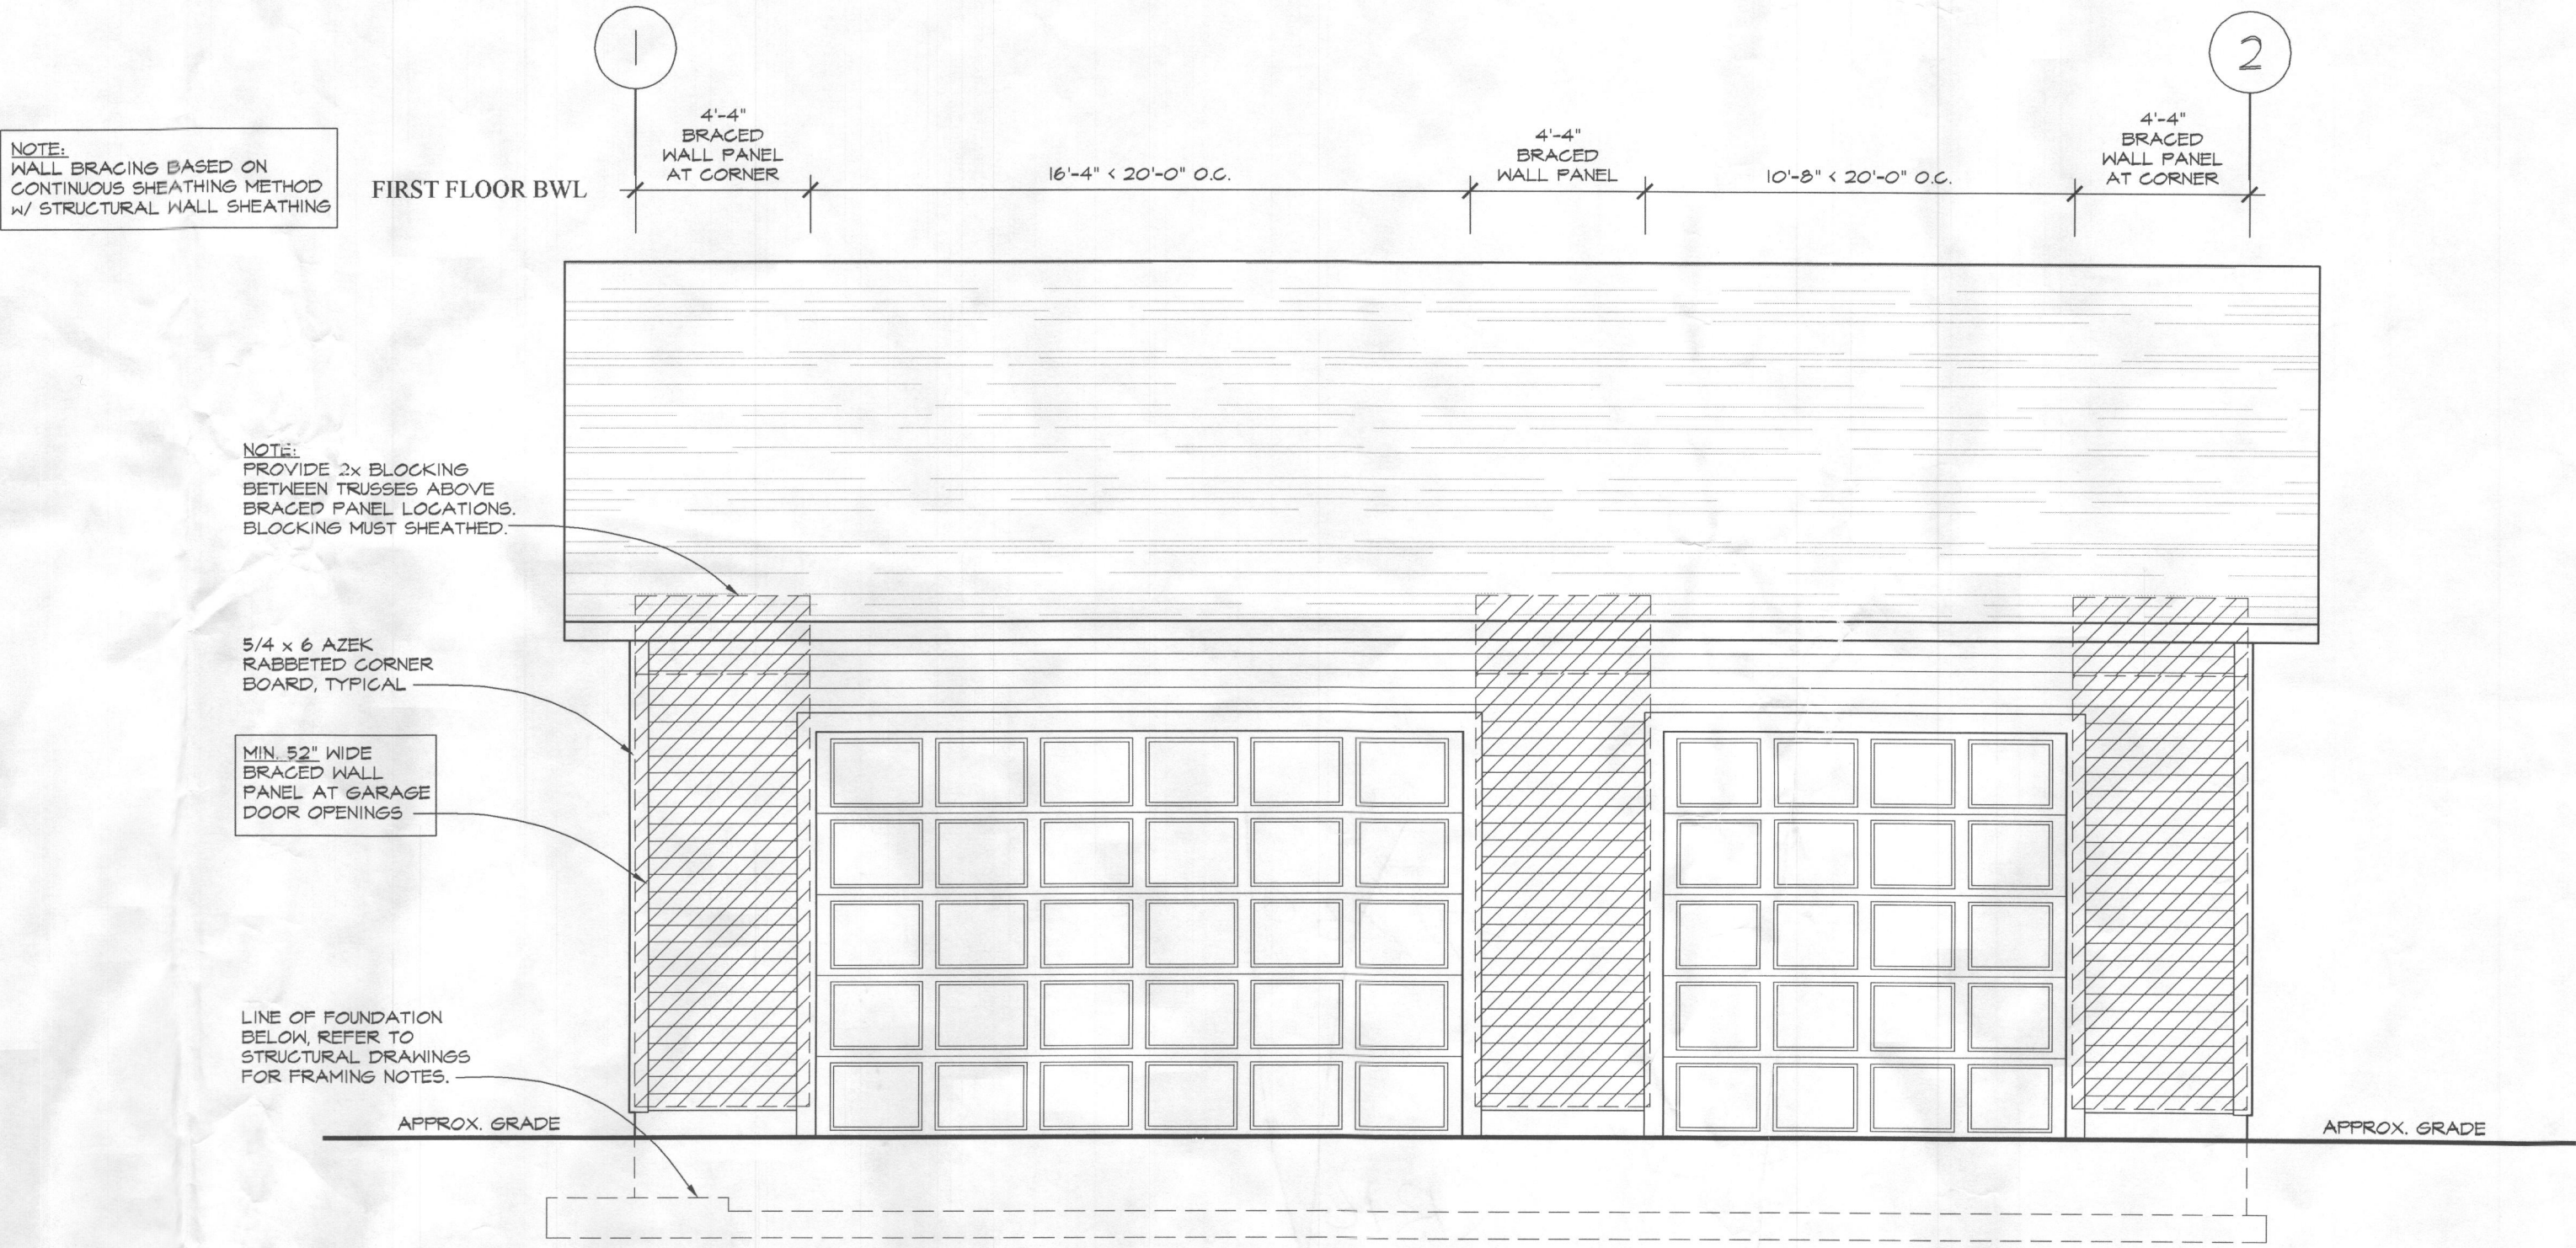 1
2
NOTE:
WALL BRACING BASED ON
CONTINUOUS SHEATHING METHOD
W/ STRUCTURAL WALL SHEATHING
FIRST FLOOR BWL
4'-4"
BRACED
WALL PANEL
AT CORNER
16'-4" < 20'-0" O.C.
4'-4"
BRACED
WALL PANEL
10'-8" < 20'-0" O.C.
4'-4"
BRACED
WALL PANEL
AT CORNER
NOTE:
PROVIDE 2x BLOCKING
BETWEEN TRUSSES ABOVE
BRACED PANEL LOCATIONS.
BLOCKING MUST SHEATHED.
5/4 x 6 AZEK
RABBETED CORNER
BOARD, TYPICAL
MIN. 52" WIDE
BRACED WALL
PANEL AT GARAGE
DOOR OPENINGS
LINE OF FOUNDATION
BELOW, REFER TO
STRUCTURAL DRAWINGS
FOR FRAMING NOTES.
APPROX. GRADE
APPROX. GRADE